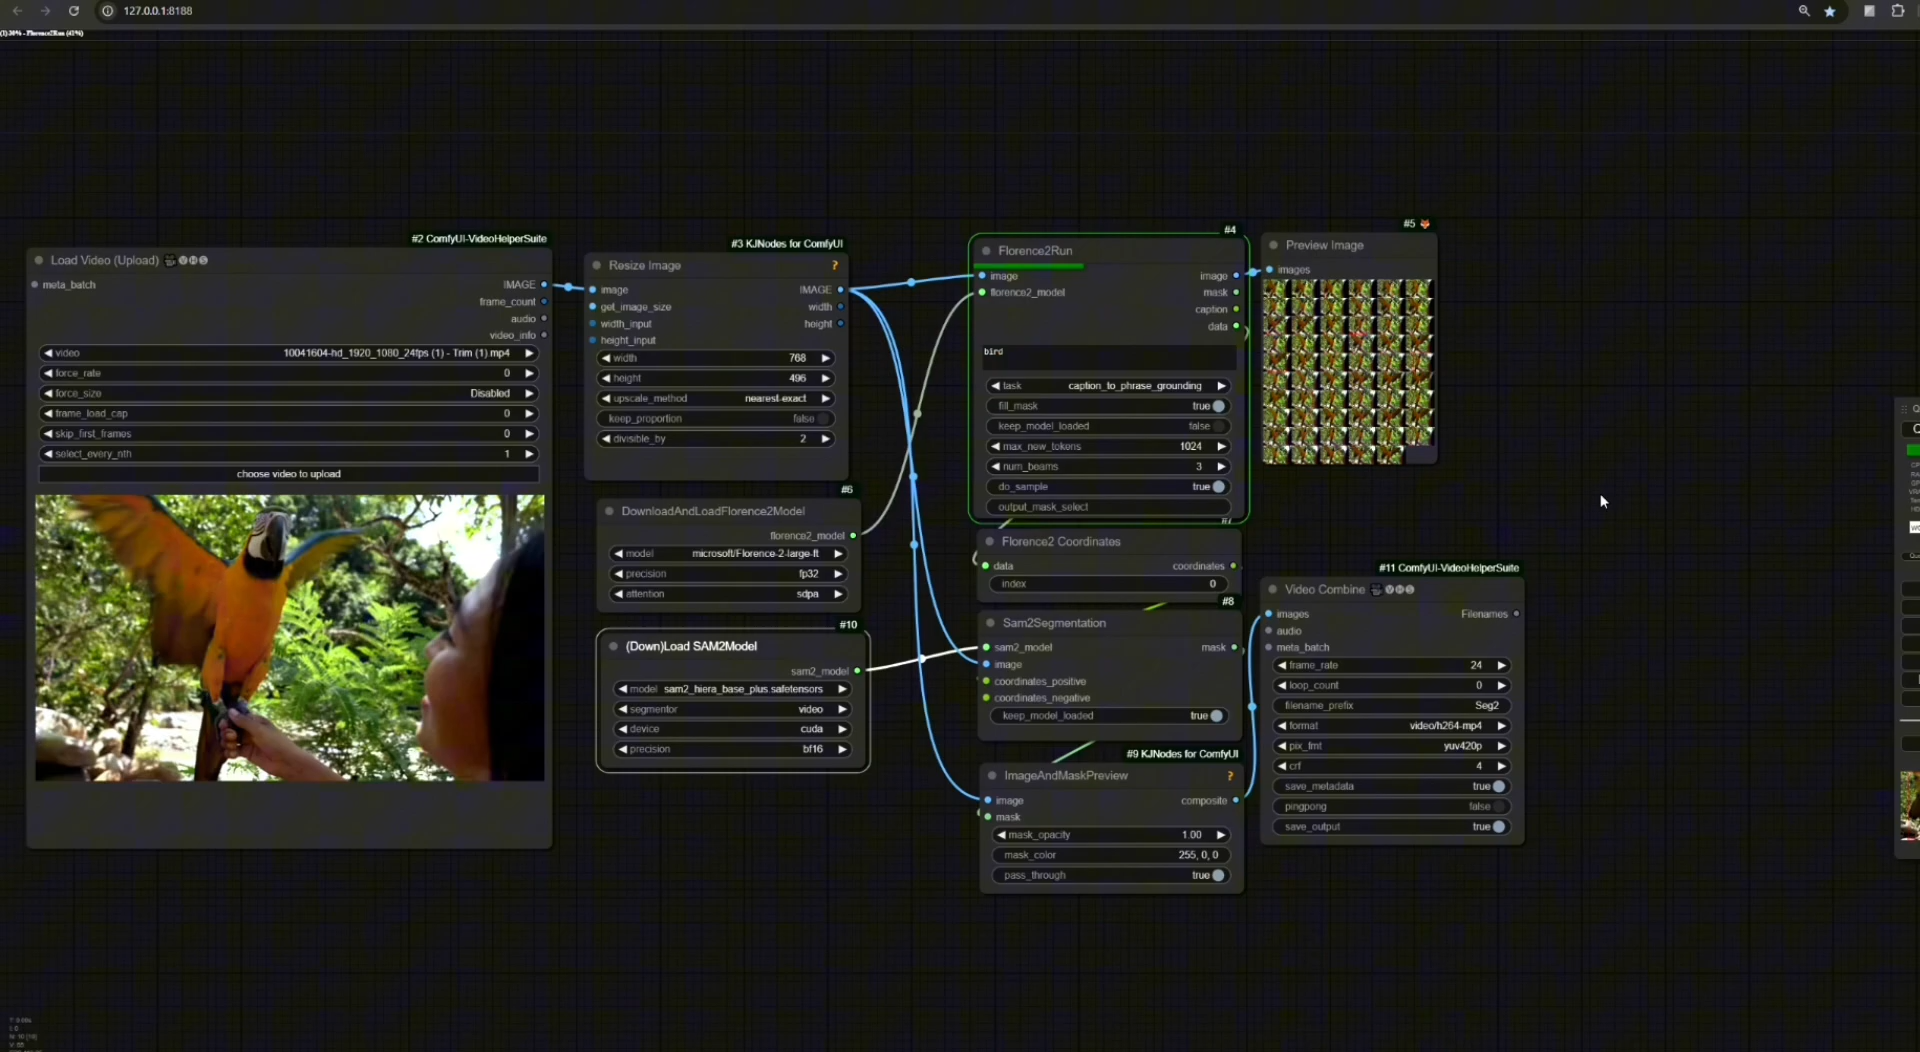 127.0.0.1:8188
(1) 30% - Florence2Run (41%)
#2 ComfyUI-VideoHelperSuite
Load Video (Upload)
meta_batch
IMAGE
frame_count
audio
video_info
video 10041604-hd_1920_1080_24fps (1) - Trim (1) mp4
force_rate 0
force_size Disabled
frame_load_cap 0
skip_first_frames 0
select_every_nth 1
choose video to upload
#3 KJNodes for ComfyUI
Resize Image ?
image IMAGE
get_image_size width
width_input height
height_input
width 768
height 496
upscale_method nearest-exact
keep_proportion false
divisible_by 2
#6
DownloadAndLoadFlorence2Model
florence2_model
model microsoft/Florence-2-large-ft
precision fp32
attention sdpa
#10
(Down)Load SAM2Model
sam2_model
model sam2_hiera_base_plus.safetensors
segmentor video
device cuda
precision bf16
#4
Florence2Run
image image
florence2_model mask
caption
data
bird
task caption_to_phrase_grounding
fill_mask true
keep_model_loaded false
max_new_tokens 1024
num_beams 3
do_sample true
output_mask_select
#7
Florence2 Coordinates
data coordinates
index 0
#8
Sam2Segmentation
sam2_model mask
image
coordinates_positive
coordinates_negative
keep_model_loaded true
#9 KJNodes for ComfyUI
ImageAndMaskPreview ?
image composite
mask
mask_opacity 1.00
mask_color 255, 0, 0
pass_through true
#5
Preview Image
images
#11 ComfyUI-VideoHelperSuite
Video Combine
images Filenames
audio
meta_batch
frame_rate 24
loop_count 0
filename_prefix Seg2
format video/h264-mp4
pix_fmt yuv420p
crf 4
save_metadata true
pingpong false
save_output true